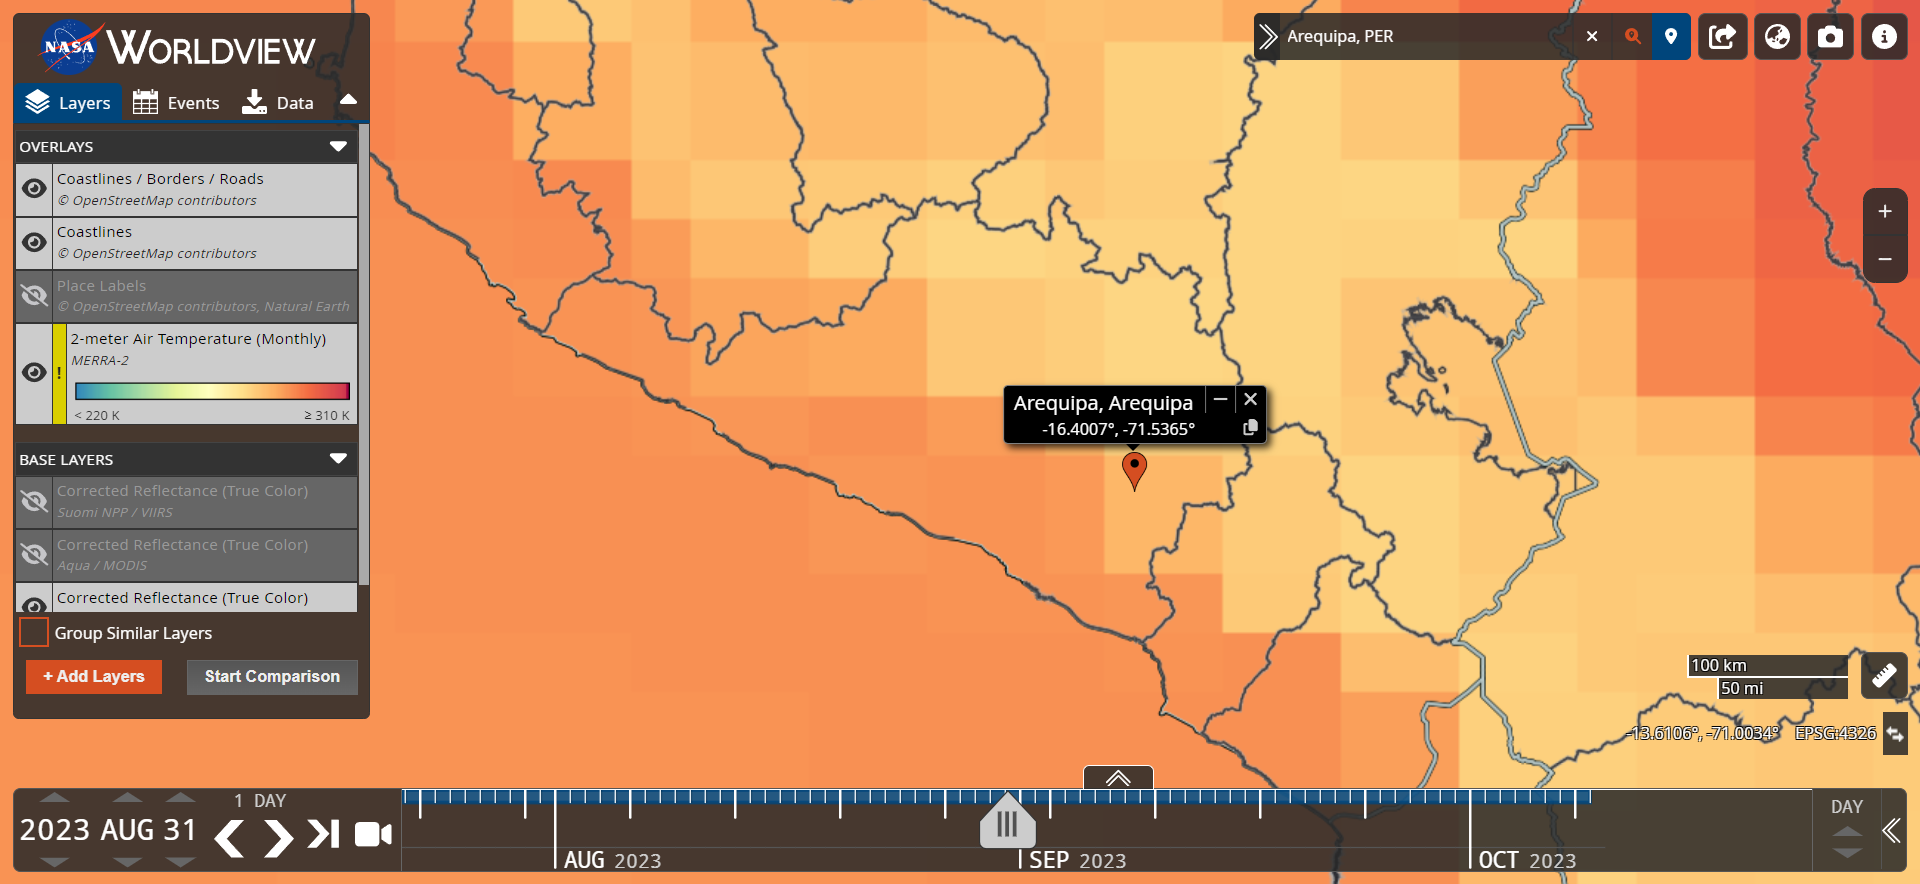 NASA WORLDVIEW
Layers Events Data
OVERLAYS
Coastlines / Borders / Roads
© OpenStreetMap contributors
Coastlines
© OpenStreetMap contributors
Place Labels
© OpenStreetMap contributors, Natural Earth
2-meter Air Temperature (Monthly)
MERRA-2
!
< 220 K ≥ 310 K
BASE LAYERS
Corrected Reflectance (True Color)
Suomi NPP / VIIRS
Corrected Reflectance (True Color)
Aqua / MODIS
Corrected Reflectance (True Color)
Group Similar Layers
+ Add Layers Start Comparison
Arequipa, PER
Arequipa, Arequipa
-16.4007°, -71.5365°
100 km
50 mi
-13.6106°, -71.0034° EPSG:4326
1 DAY
2023 AUG 31
AUG 2023 SEP 2023 OCT 2023
DAY